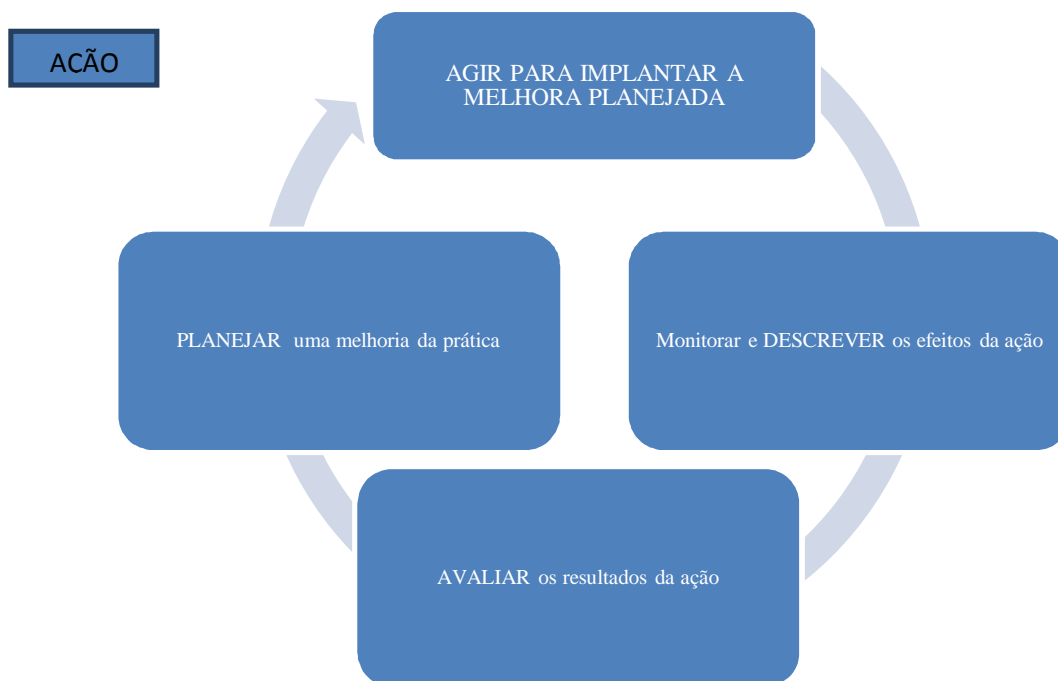 AÇÃO
AGIR PARA IMPLANTAR A
MELHORA PLANEJADA
PLANEJAR uma melhoria da prática
Monitorar e DESCREVER os efeitos da ação
AVALIAR os resultados da ação